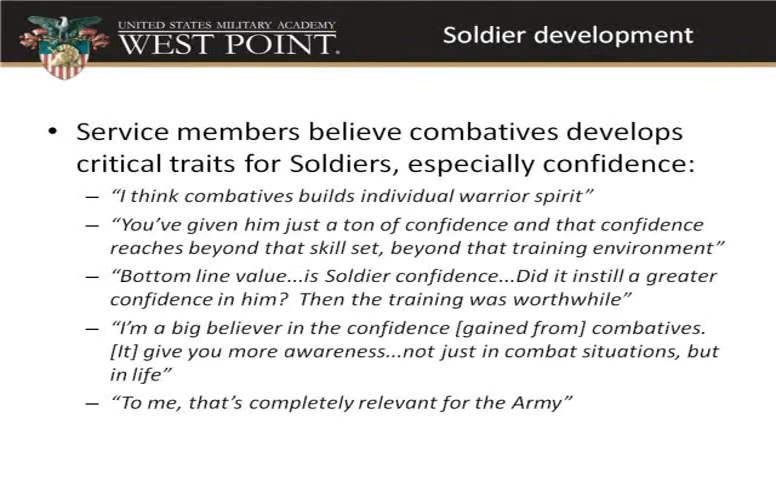 UNITED STATES MILITARY ACADEMY
WEST POINT.
Soldier development
• Service members believe combatives develops
critical traits for Soldiers, especially confidence:
– “I think combatives builds individual warrior spirit”
– “You’ve given him just a ton of confidence and that confidence
reaches beyond that skill set, beyond that training environment”
– “Bottom line value...is Soldier confidence...Did it instill a greater
confidence in him?  Then the training was worthwhile”
– “I’m a big believer in the confidence [gained from] combatives.
[It] give you more awareness...not just in combat situations, but
in life”
– “To me, that’s completely relevant for the Army”